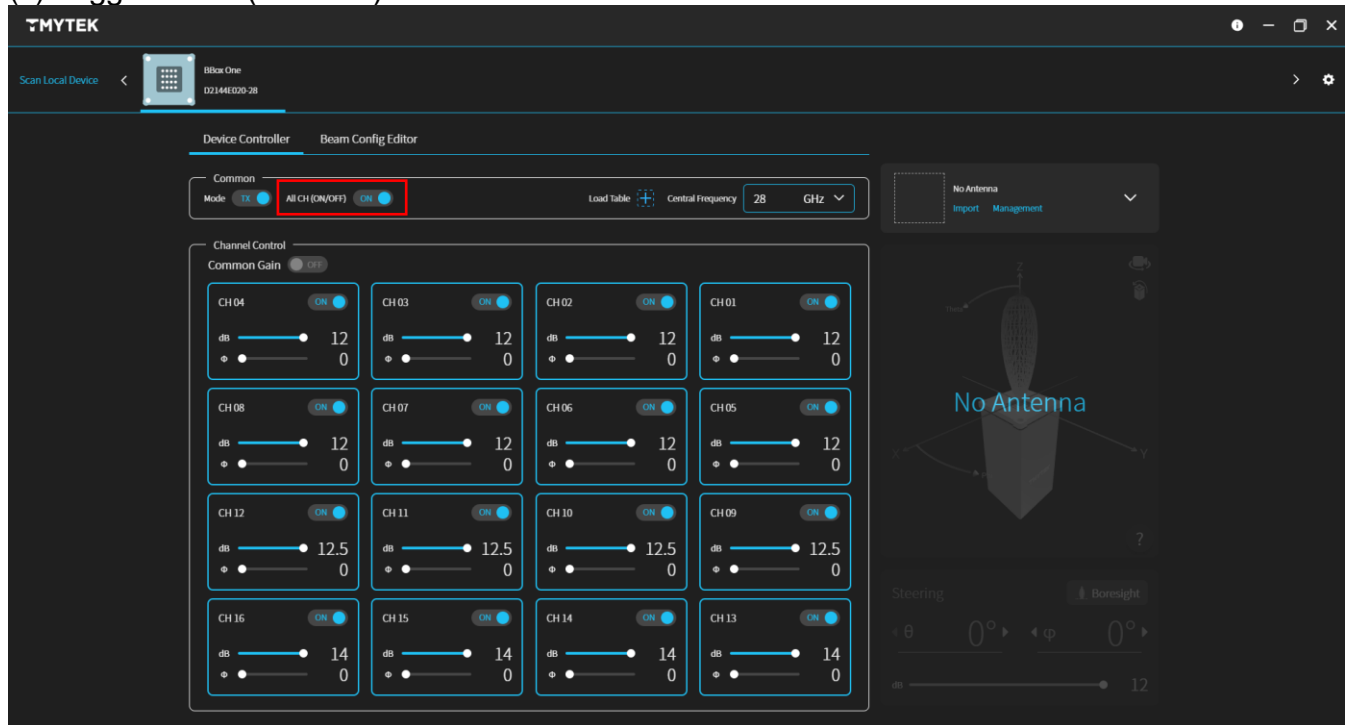 TMYTEK
Scan Local Device
BBox One
D2144E020-28
Device Controller Beam Config Editor
Common
Mode TX All CH (ON/OFF) ON Load Table Central Frequency 28 GHz
No Antenna
Import Management
Channel Control
Common Gain OFF
CH 04 ON CH 03 ON CH 02 ON CH 01 ON
dB 12 dB 12 dB 12 dB 12
Φ 0 Φ 0 Φ 0 Φ 0
CH 08 ON CH 07 ON CH 06 ON CH 05 ON
dB 12 dB 12 dB 12 dB 12
Φ 0 Φ 0 Φ 0 Φ 0
CH 12 ON CH 11 ON CH 10 ON CH 09 ON
dB 12.5 dB 12.5 dB 12.5 dB 12.5
Φ 0 Φ 0 Φ 0 Φ 0
CH 16 ON CH 15 ON CH 14 ON CH 13 ON
dB 14 dB 14 dB 14 dB 14
Φ 0 Φ 0 Φ 0 Φ 0
Z
Theta
No Antenna
X Y
?
Steering Boresight
θ 0° φ 0°
dB 12